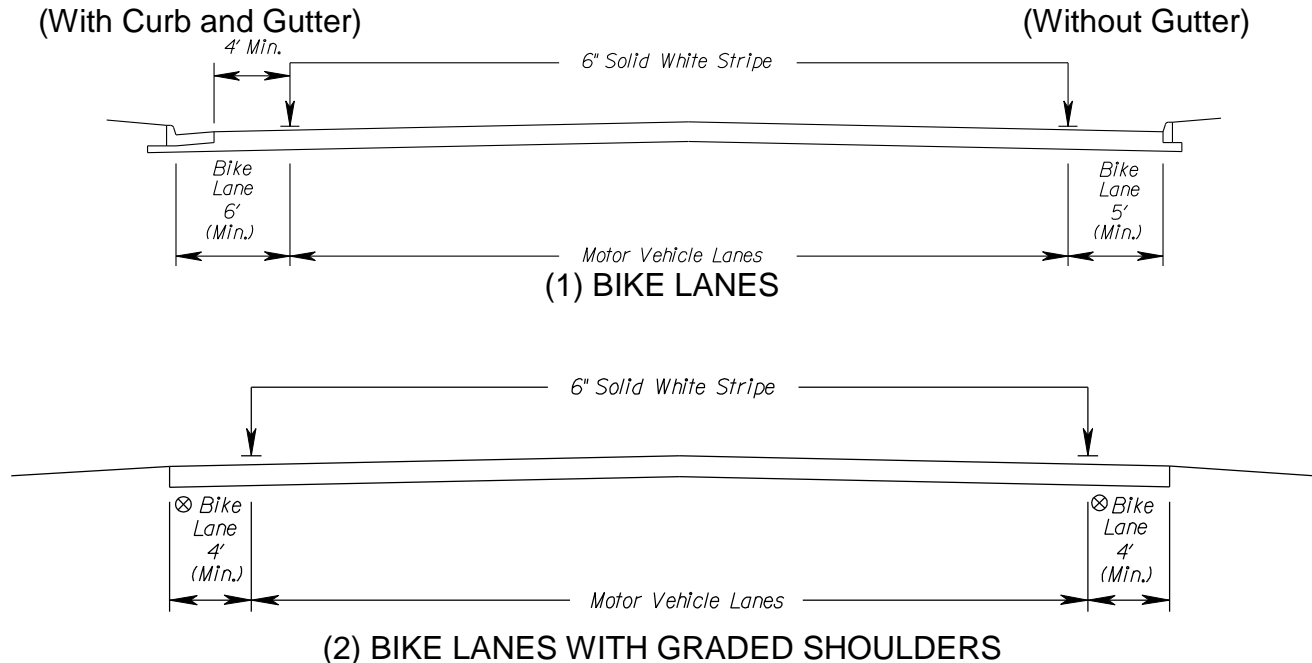 (With Curb and Gutter)
(Without Gutter)
4' Min.
6" Solid White Stripe
Bike
Lane
6'
(Min.)
Bike
Lane
5'
(Min.)
Motor Vehicle Lanes
(1) BIKE LANES
6" Solid White Stripe
⊗ Bike
Lane
4'
(Min.)
⊗ Bike
Lane
4'
(Min.)
Motor Vehicle Lanes
(2) BIKE LANES WITH GRADED SHOULDERS